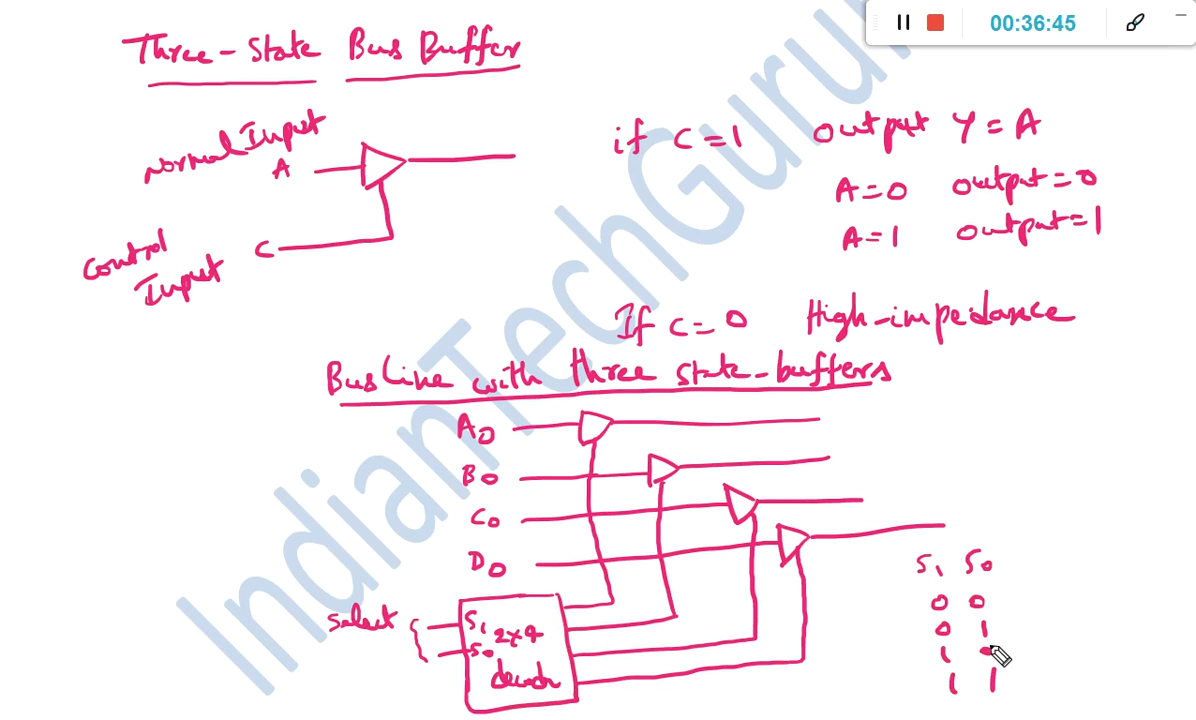 00:36:45
Three-State Bus Buffer
Normal Input
A
Control
Input
C
if C=1 output Y=A
A=0 output=0
A=1 output=1
If C=0 High-impedance
Bus Line with three state-buffers
A0
B0
C0
D0
Select
S1
S0
2x4
S1 S0
0 0
0 1
1
1 1